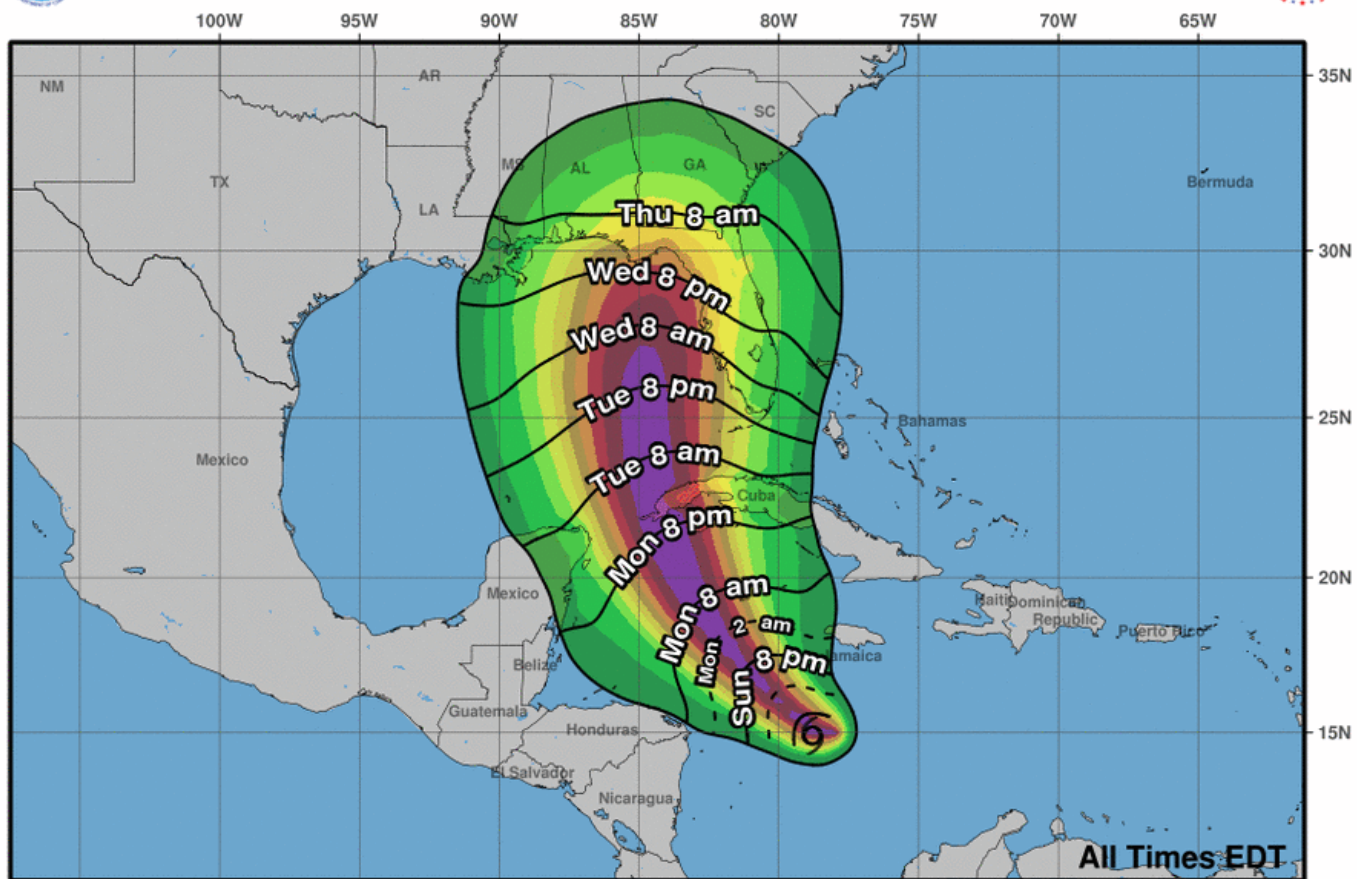 100W 95W 90W 85W 80W 75W 70W 65W
35N
NM
AR
SC
MS
AL
GA
TX
Bermuda
LA
Thu 8 am
30N
Wed 8 pm
Wed 8 am
Tue 8 pm
25N
Bahamas
Tue 8 am
Mexico
Cuba
Mon 8 pm
20N
Mon 8 am
Mexico
Haiti
Dominican
Republic
Mon 2 am
Puerto Rico
Sun 8 pm
Jamaica
Belize
Guatemala
Honduras
15N
El Salvador
Nicaragua
All Times EDT